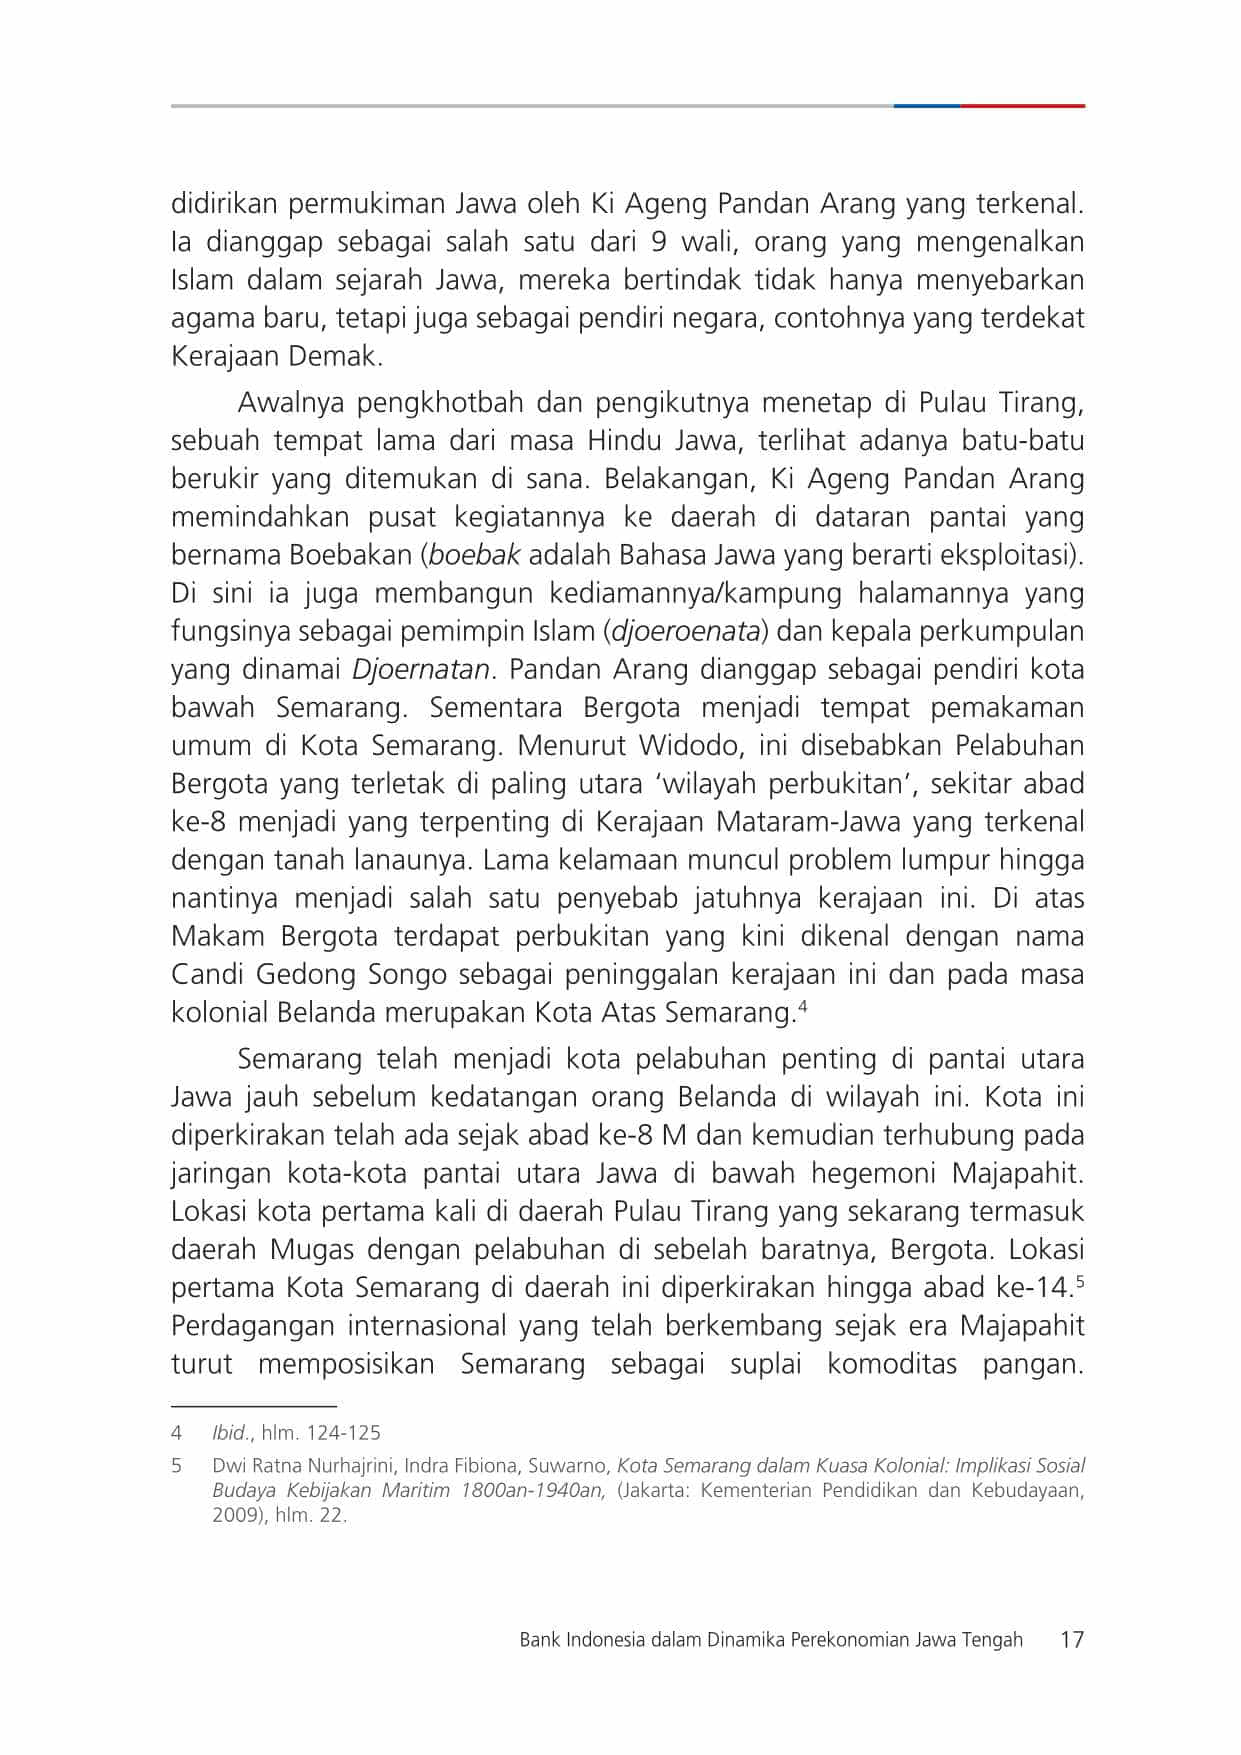 didirikan permukiman Jawa oleh Ki Ageng Pandan Arang yang terkenal.
Ia dianggap sebagai salah satu dari 9 wali, orang yang mengenalkan
Islam dalam sejarah Jawa, mereka bertindak tidak hanya menyebarkan
agama baru, tetapi juga sebagai pendiri negara, contohnya yang terdekat
Kerajaan Demak.
Awalnya pengkhotbah dan pengikutnya menetap di Pulau Tirang,
sebuah tempat lama dari masa Hindu Jawa, terlihat adanya batu-batu
berukir yang ditemukan di sana. Belakangan, Ki Ageng Pandan Arang
memindahkan pusat kegiatannya ke daerah di dataran pantai yang
bernama Boebakan (boebak adalah Bahasa Jawa yang berarti eksploitasi).
Di sini ia juga membangun kediamannya/kampung halamannya yang
fungsinya sebagai pemimpin Islam (djoeroenata) dan kepala perkumpulan
yang dinamai Djoernatan. Pandan Arang dianggap sebagai pendiri kota
bawah Semarang. Sementara Bergota menjadi tempat pemakaman
umum di Kota Semarang. Menurut Widodo, ini disebabkan Pelabuhan
Bergota yang terletak di paling utara ‘wilayah perbukitan’, sekitar abad
ke-8 menjadi yang terpenting di Kerajaan Mataram-Jawa yang terkenal
dengan tanah lanaunya. Lama kelamaan muncul problem lumpur hingga
nantinya menjadi salah satu penyebab jatuhnya kerajaan ini. Di atas
Makam Bergota terdapat perbukitan yang kini dikenal dengan nama
Candi Gedong Songo sebagai peninggalan kerajaan ini dan pada masa
kolonial Belanda merupakan Kota Atas Semarang.4
Semarang telah menjadi kota pelabuhan penting di pantai utara
Jawa jauh sebelum kedatangan orang Belanda di wilayah ini. Kota ini
diperkirakan telah ada sejak abad ke-8 M dan kemudian terhubung pada
jaringan kota-kota pantai utara Jawa di bawah hegemoni Majapahit.
Lokasi kota pertama kali di daerah Pulau Tirang yang sekarang termasuk
daerah Mugas dengan pelabuhan di sebelah baratnya, Bergota. Lokasi
pertama Kota Semarang di daerah ini diperkirakan hingga abad ke-14.5
Perdagangan internasional yang telah berkembang sejak era Majapahit
turut memposisikan Semarang sebagai suplai komoditas pangan.
4 Ibid., hlm. 124-125
5 Dwi Ratna Nurhajrini, Indra Fibiona, Suwarno, Kota Semarang dalam Kuasa Kolonial: Implikasi Sosial
Budaya Kebijakan Maritim 1800an-1940an, (Jakarta: Kementerian Pendidikan dan Kebudayaan,
2009), hlm. 22.
Bank Indonesia dalam Dinamika Perekonomian Jawa Tengah 17